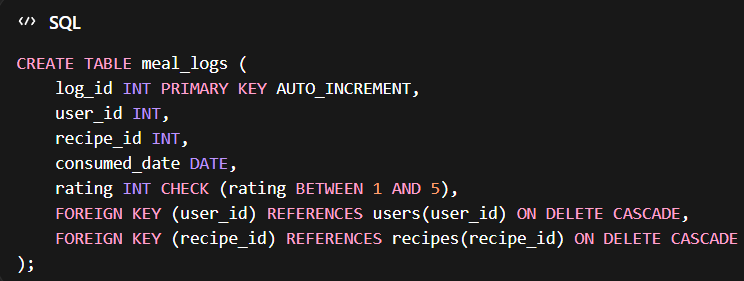 </> SQL
CREATE TABLE meal_logs (
    log_id INT PRIMARY KEY AUTO_INCREMENT,
    user_id INT,
    recipe_id INT,
    consumed_date DATE,
    rating INT CHECK (rating BETWEEN 1 AND 5),
    FOREIGN KEY (user_id) REFERENCES users(user_id) ON DELETE CASCADE,
    FOREIGN KEY (recipe_id) REFERENCES recipes(recipe_id) ON DELETE CASCADE
);